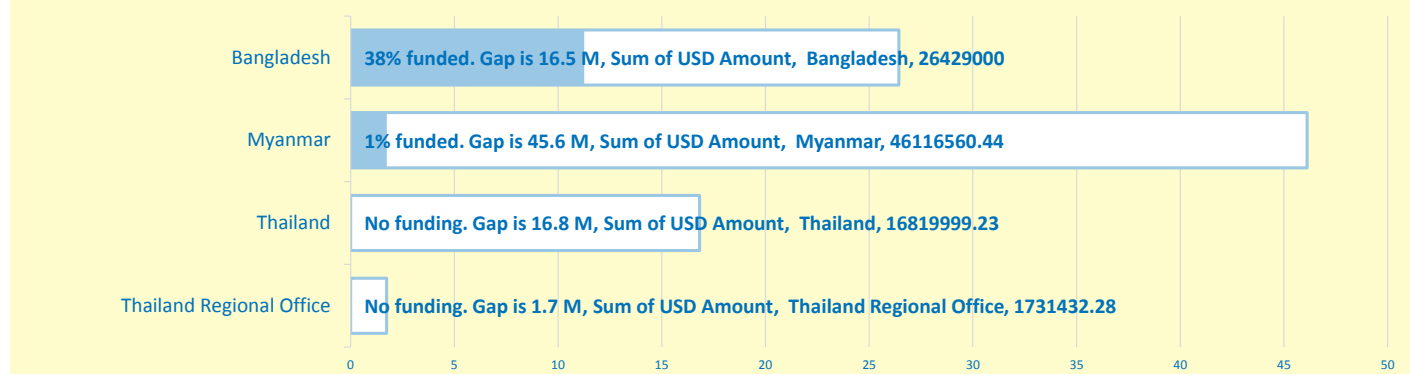 Bangladesh
38% funded. Gap is 16.5 M, Sum of USD Amount,  Bangladesh, 26429000
Myanmar
1% funded. Gap is 45.6 M, Sum of USD Amount,  Myanmar, 46116560.44
Thailand
No funding. Gap is 16.8 M, Sum of USD Amount,  Thailand, 16819999.23
Thailand Regional Office
No funding. Gap is 1.7 M, Sum of USD Amount,  Thailand Regional Office, 1731432.28
0 5 10 15 20 25 30 35 40 45 50